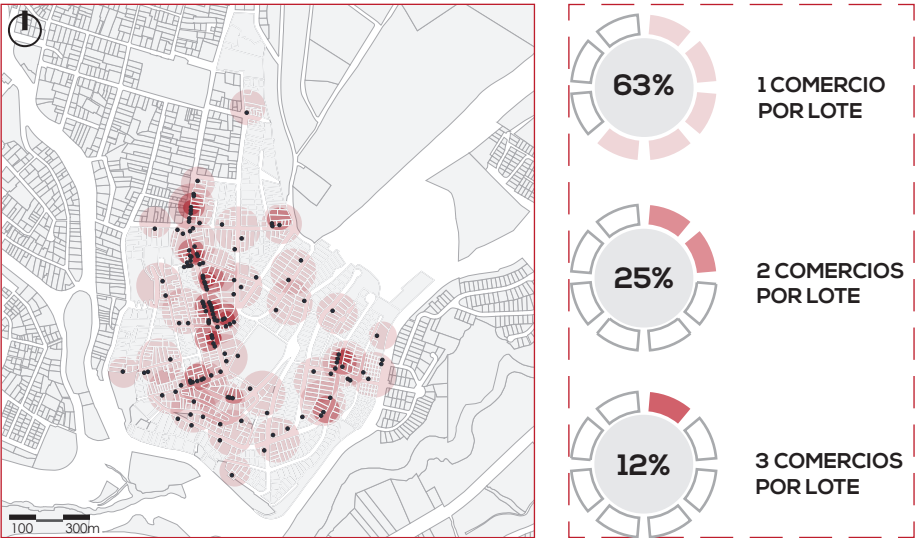 63%
1 COMERCIO
POR LOTE
25%
2 COMERCIOS
POR LOTE
12%
3 COMERCIOS
POR LOTE
100 300m